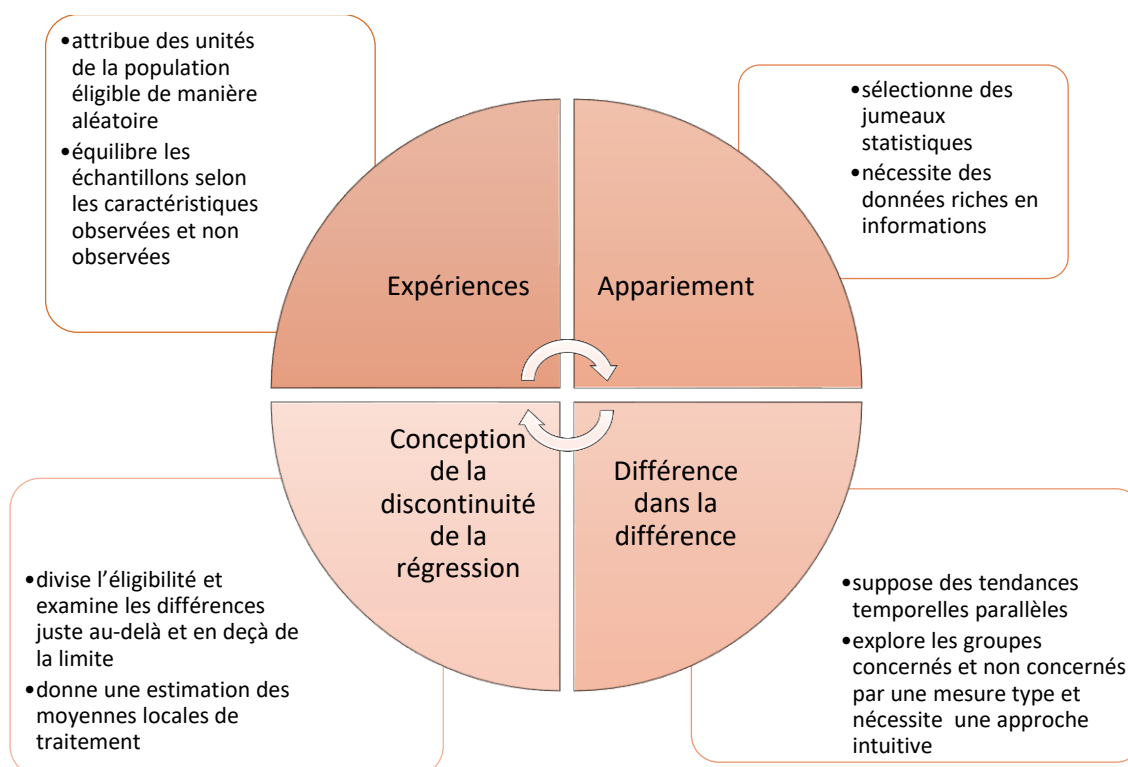 •attribue des unités
de la population
éligible de manière
aléatoire
•équilibre les
échantillons selon
les caractéristiques
observées et non
observées
•sélectionne des
jumeaux
statistiques
•nécessite des
données riches en
informations
Expériences
Appariement
Conception
de la
discontinuité
de la
régression
Différence
dans la
différence
•divise l’éligibilité et
examine les différences
juste au-delà et en deçà de
la limite
•donne une estimation des
moyennes locales de
traitement
•suppose des tendances
temporelles parallèles
•explore les groupes
concernés et non concernés
par une mesure type et
nécessite une approche
intuitive